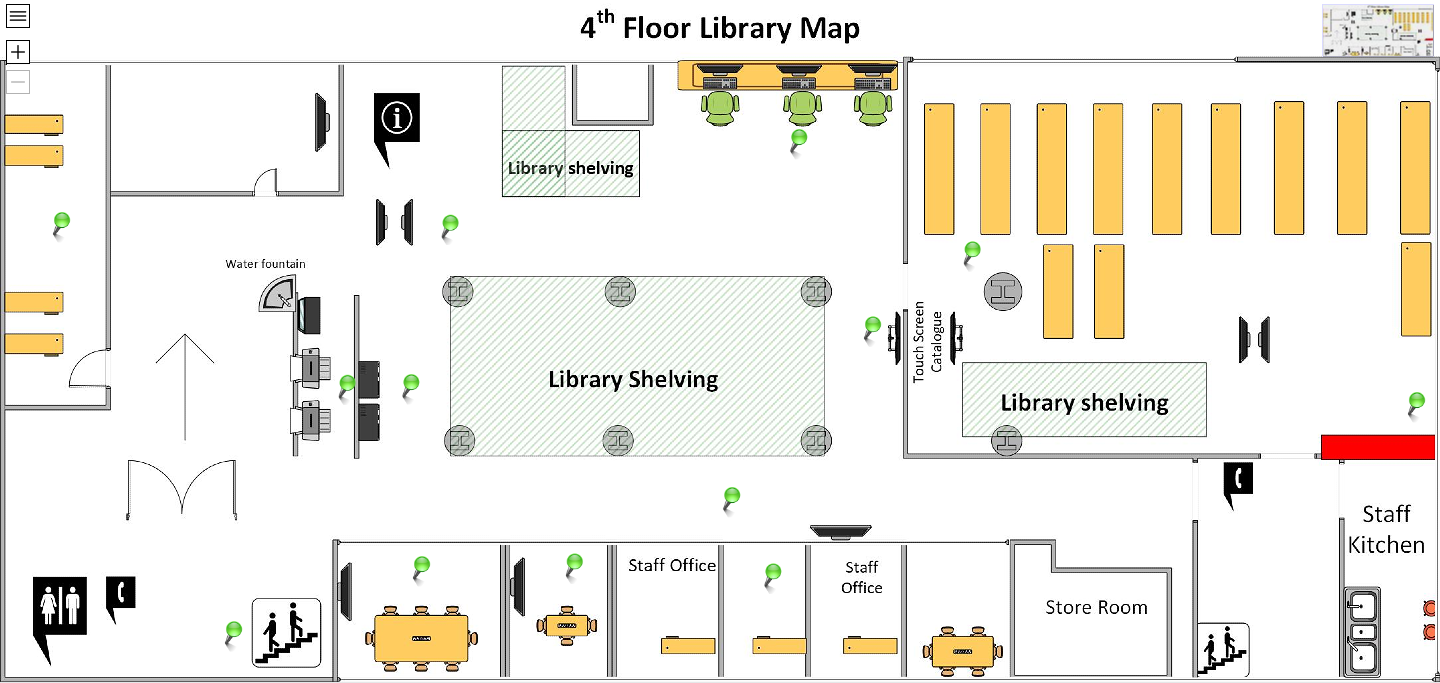 4th Floor Library Map
Library shelving
Water fountain
Touch Screen
Catalogue
Library Shelving
Library shelving
Staff
Kitchen
Staff Office
Staff
Office
Store Room